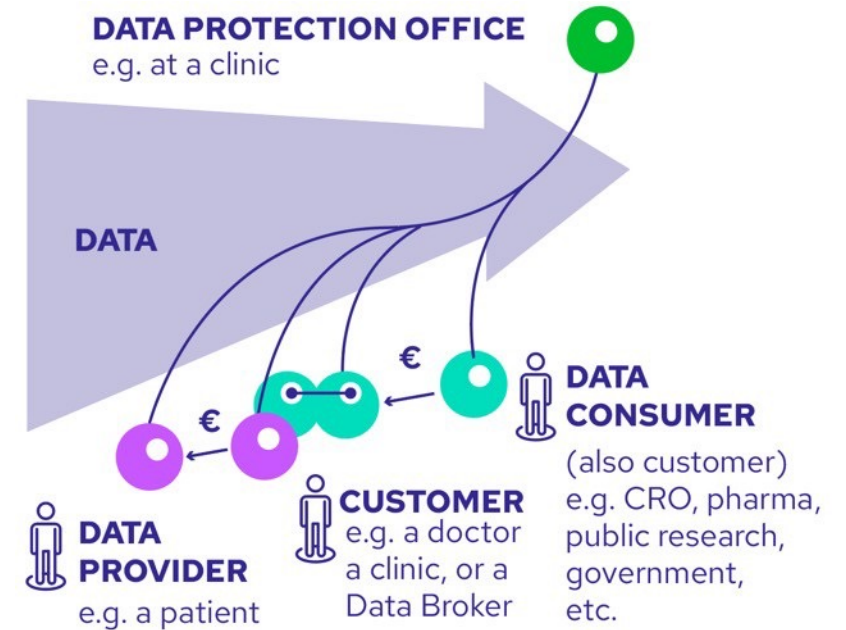 DATA PROTECTION OFFICE
e.g. at a clinic
DATA
€
€
DATA
PROVIDER
e.g. a patient
CUSTOMER
e.g. a doctor
a clinic, or a
Data Broker
DATA
CONSUMER
(also customer)
e.g. CRO, pharma,
public research,
government,
etc.